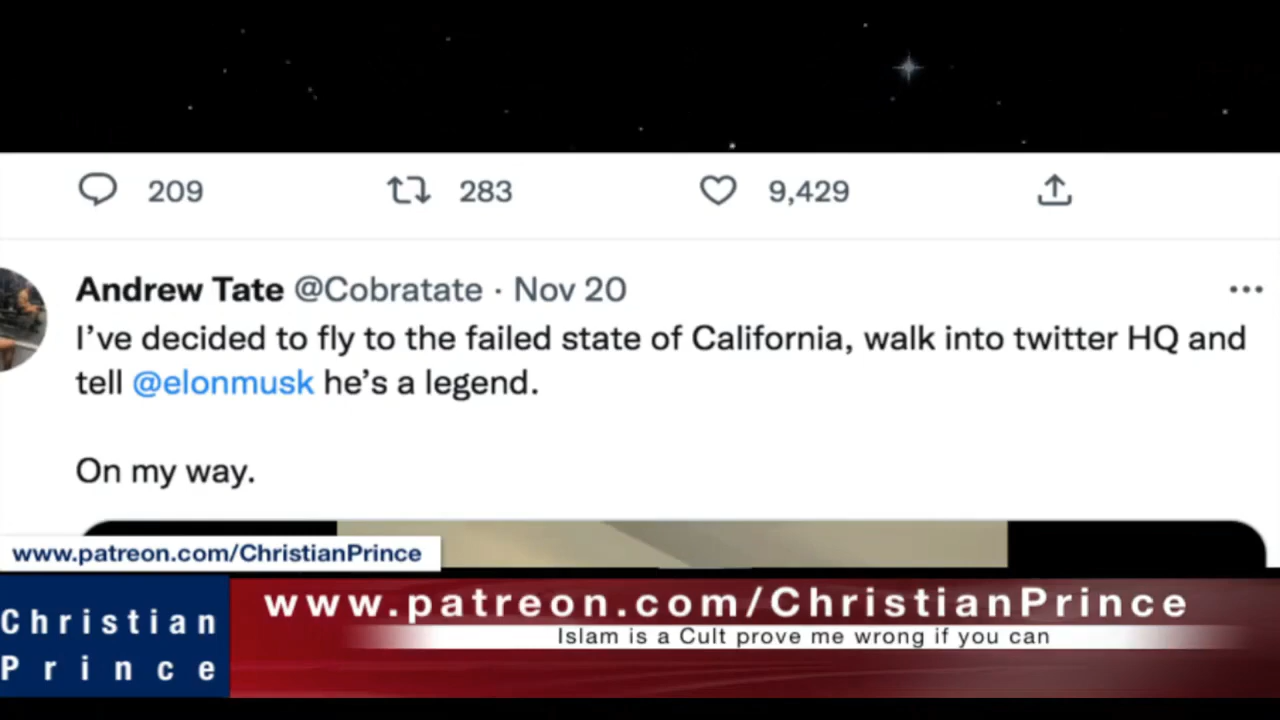 209 283 9,429
Andrew Tate @Cobratate · Nov 20
I’ve decided to fly to the failed state of California, walk into twitter HQ and
tell @elonmusk he’s a legend.
On my way.
www.patreon.com/ChristianPrince
Christian
Prince
www.patreon.com/ChristianPrince
Islam is a Cult prove me wrong if you can